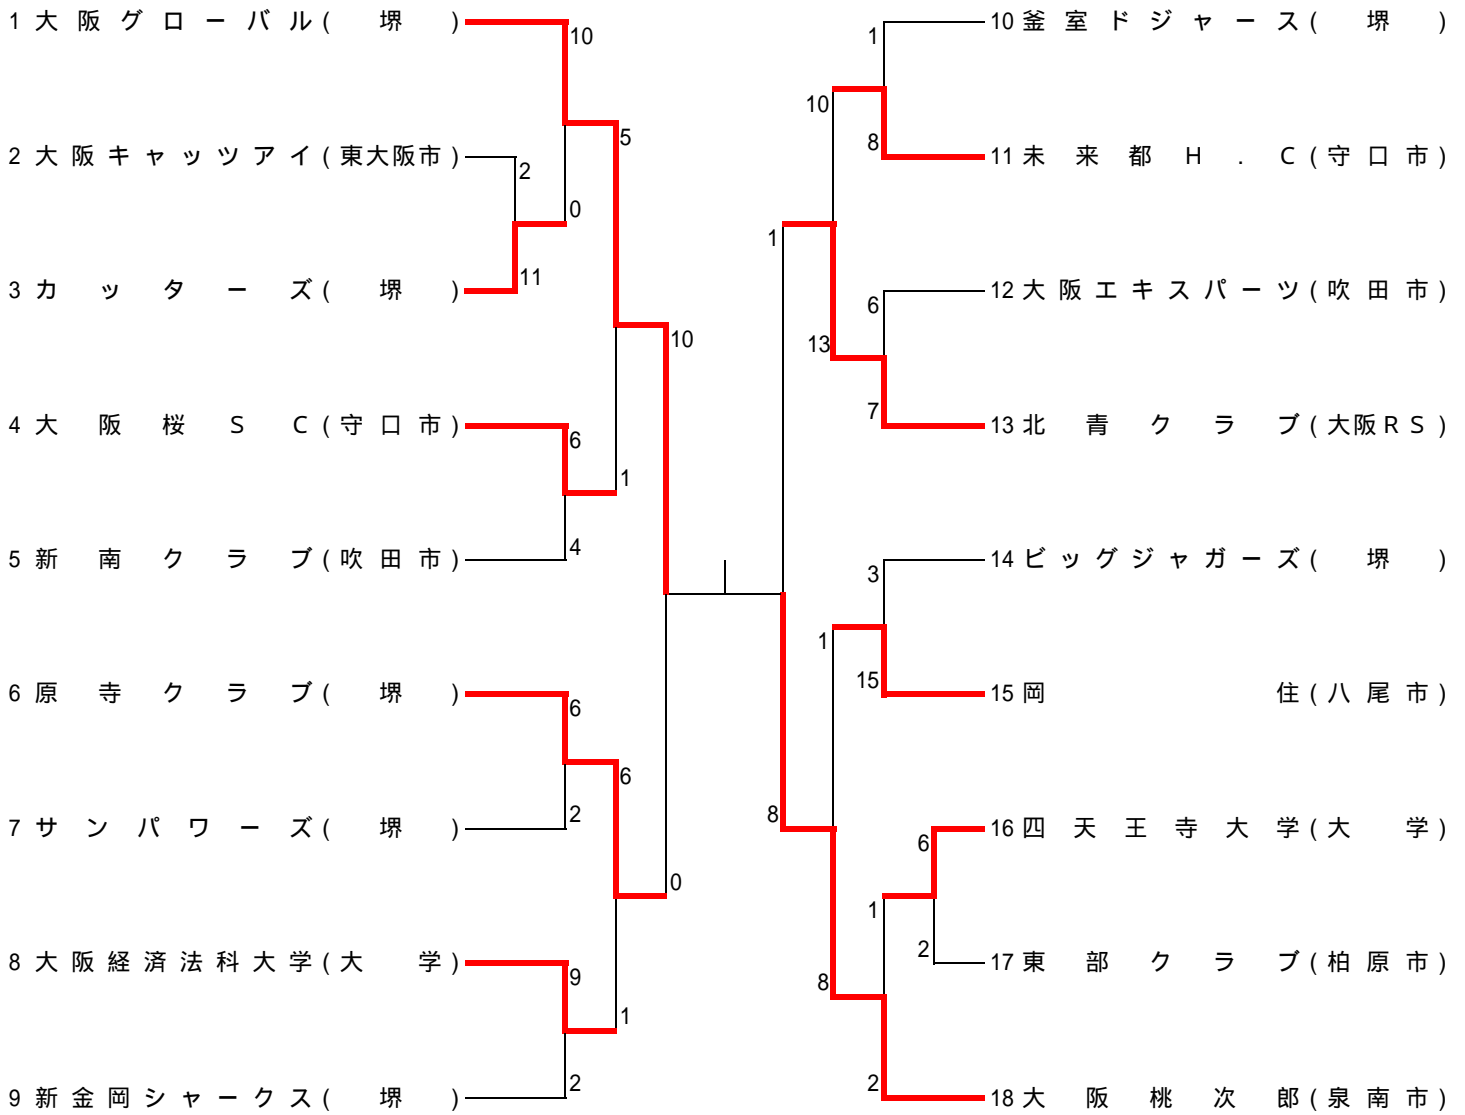 1 大阪グローバル(堺)
10
2 大阪キャッツアイ(東大阪市)
5
2
0
3 カッターズ(堺)
11
10
4 大阪桜SC(守口市)
6
1
5 新南クラブ(吹田市)
4
6 原寺クラブ(堺)
6
6
7 サンパワーズ(堺)
2
0
8 大阪経済法科大学(大学)
9
1
9 新金岡シャークス(堺)
2
10 釜室ドジャース(堺)
1
10
8
11 未来都H.C(守口市)
1
12 大阪エキスパーツ(吹田市)
6
13
7
13 北青クラブ(大阪RS)
14 ビッグジャガーズ(堺)
3
1
15
15 岡住(八尾市)
8
16 四天王寺大学(大学)
6
1
2
17 東部クラブ(柏原市)
8
2
18 大阪桃次郎(泉南市)